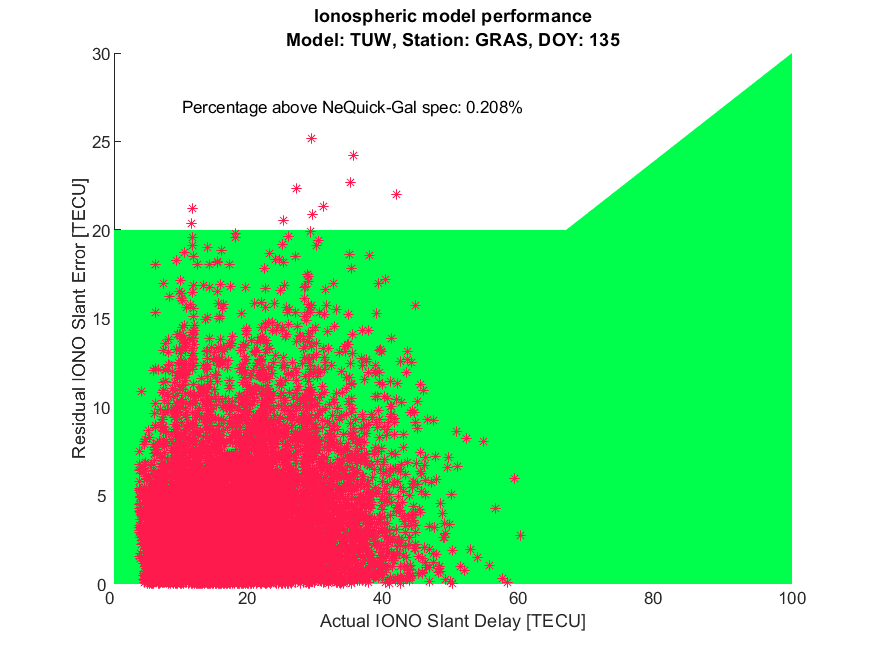 Ionospheric model performance
Model: TUW, Station: GRAS, DOY: 135
Percentage above NeQuick-Gal spec: 0.208%
30
25
20
15
10
5
0
Residual IONO Slant Error [TECU]
0 20 40 60 80 100
Actual IONO Slant Delay [TECU]